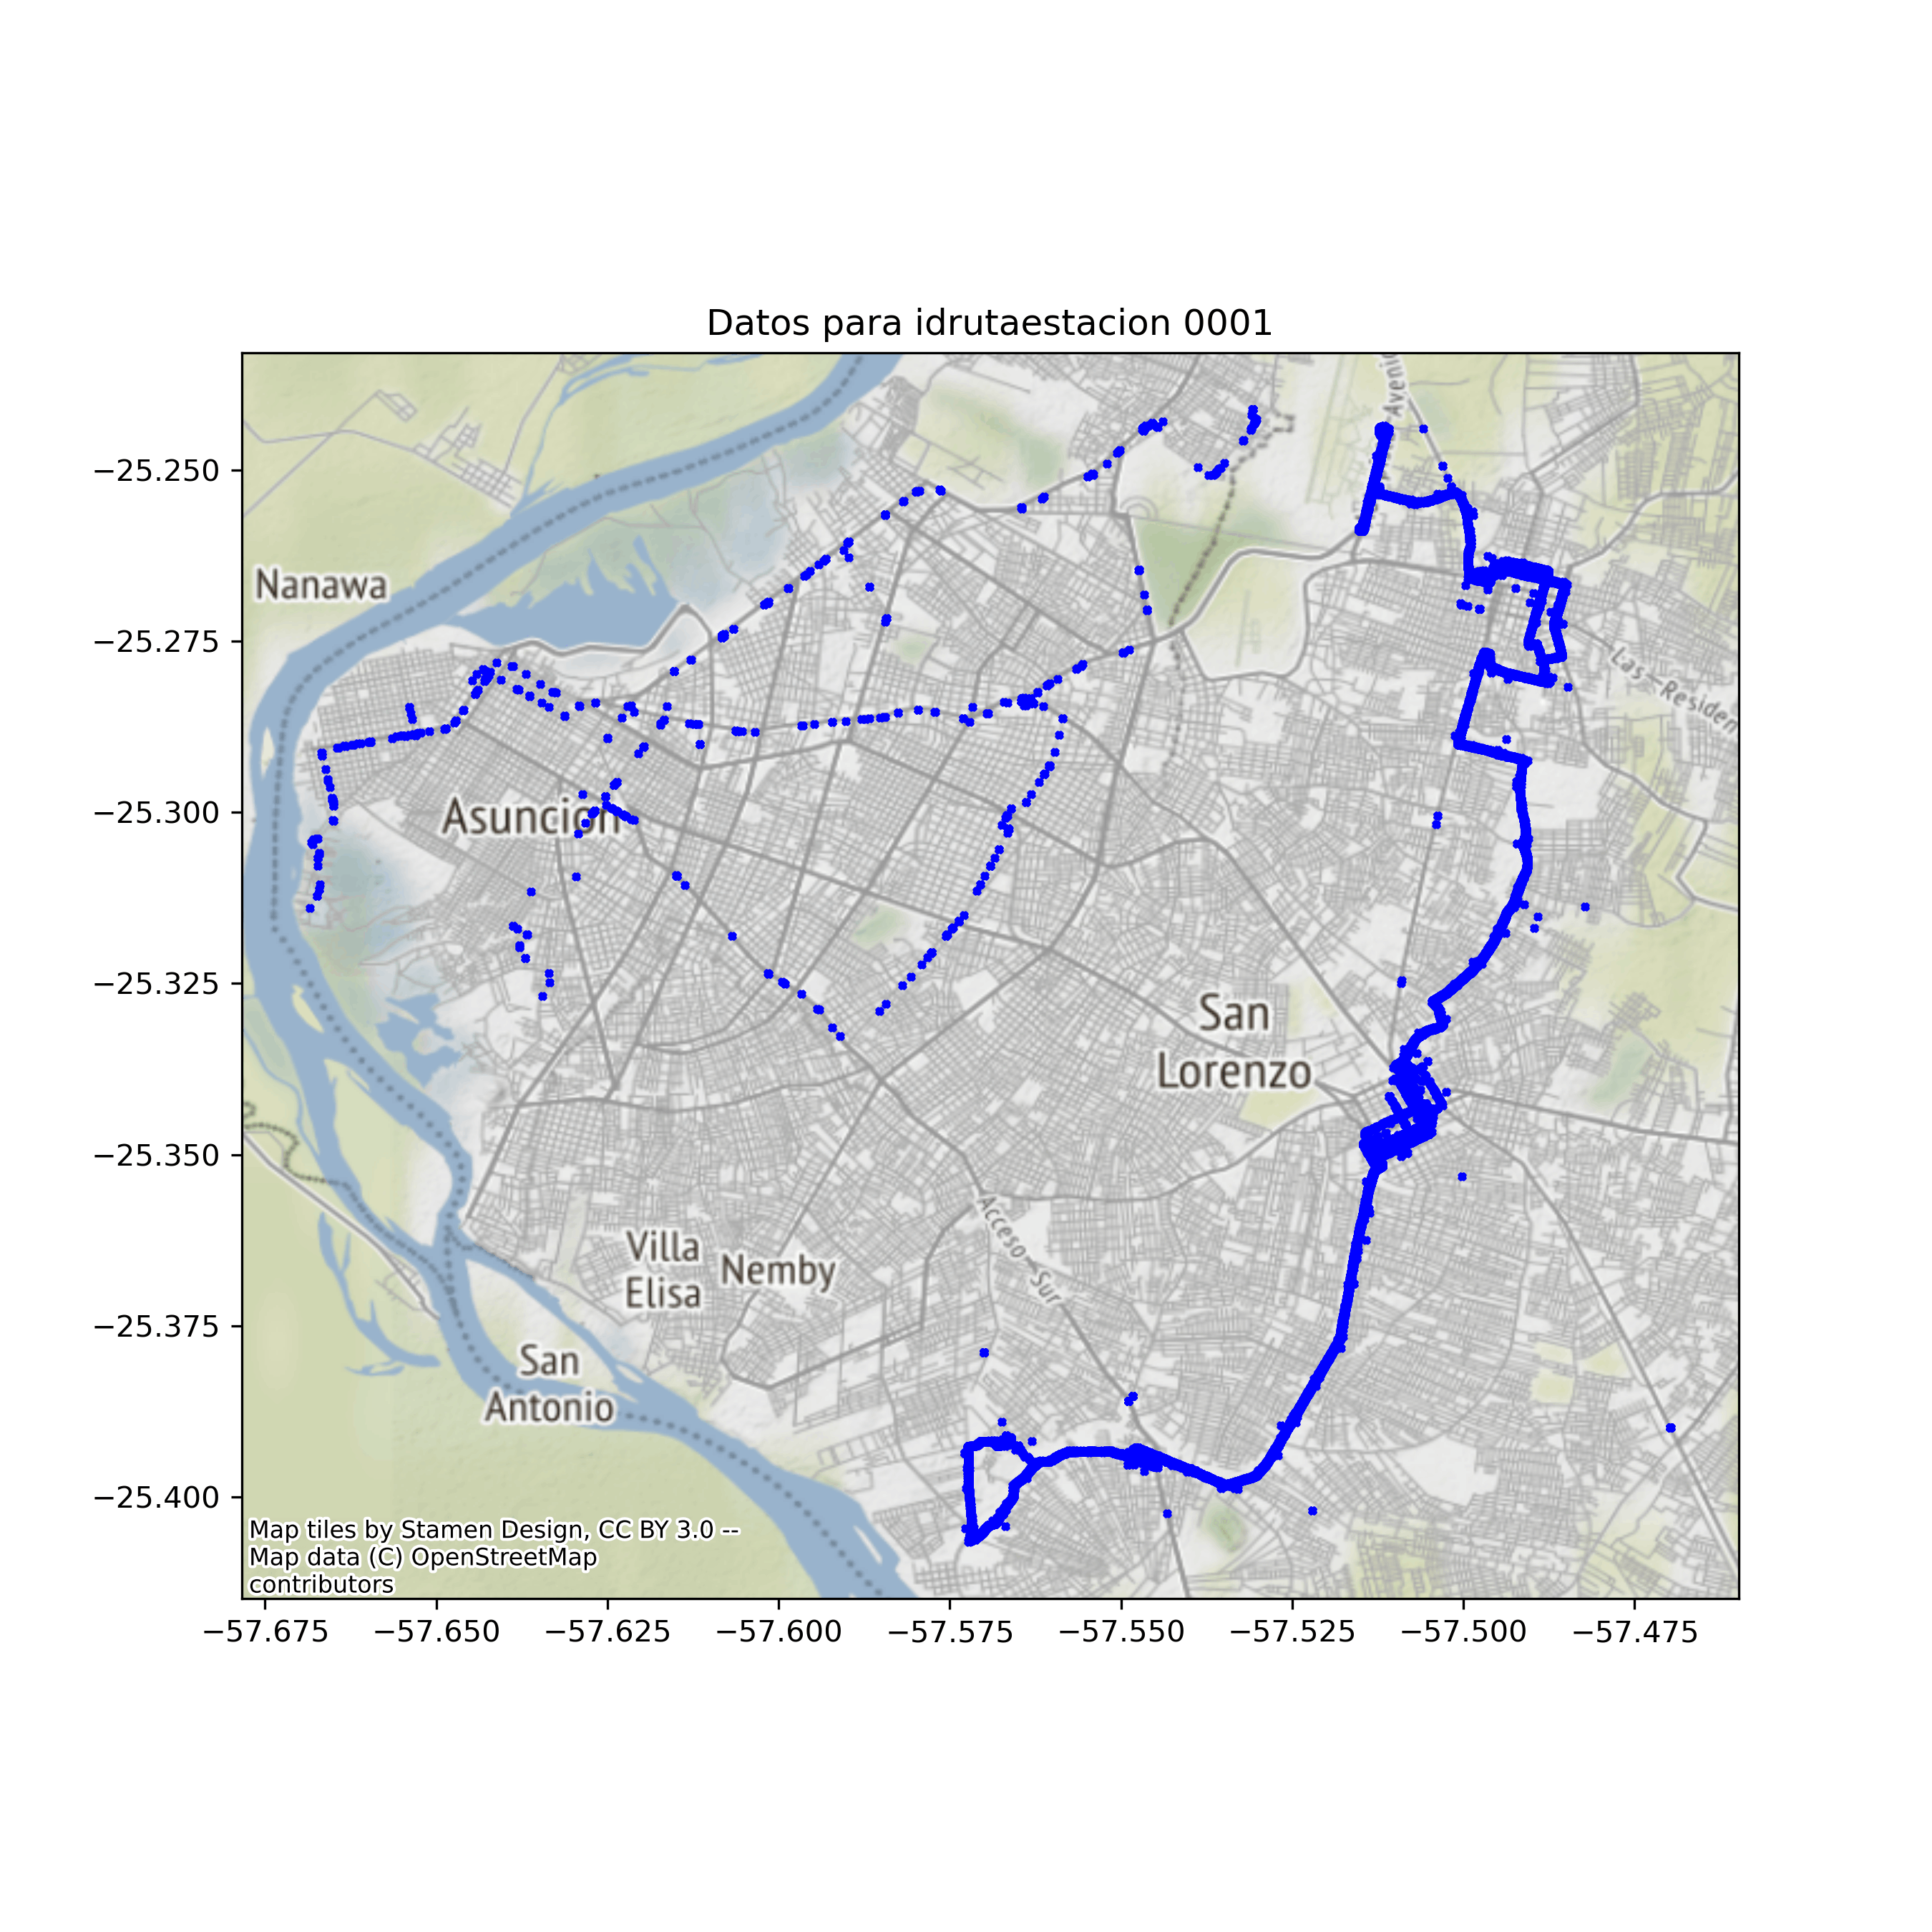 Datos para idrutaestacion 0001
−25.250
−25.275
−25.300
−25.325
−25.350
−25.375
−25.400
Aveni
Nanawa
Las—Residen
Asuncion
San
Lorenzo
Acceso—Sur
Villa
Elisa
Nemby
San
Antonio
Map tiles by Stamen Design, CC BY 3.0 --
Map data (C) OpenStreetMap
contributors
−57.675 −57.650 −57.625 −57.600 −57.575 −57.550 −57.525 −57.500 −57.475